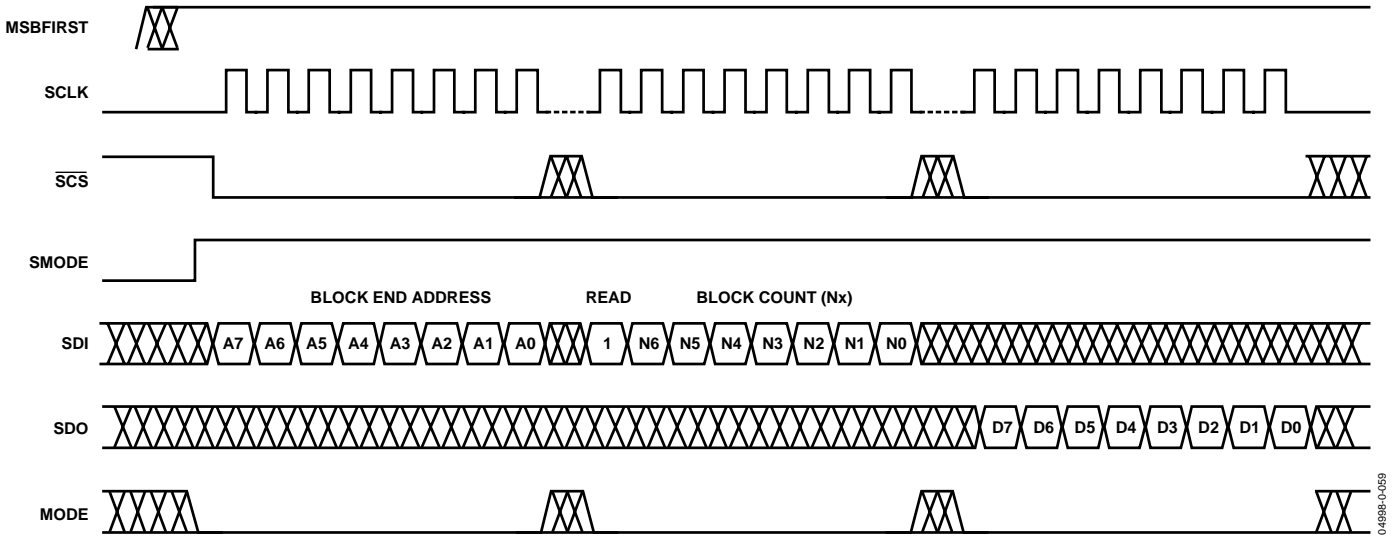 MSBFIRST
SCLK
SCS
SMODE
BLOCK END ADDRESS READ BLOCK COUNT (Nx)
SDI A7 A6 A5 A4 A3 A2 A1 A0 1 N6 N5 N4 N3 N2 N1 N0
SDO D7 D6 D5 D4 D3 D2 D1 D0
MODE
04998-0-059